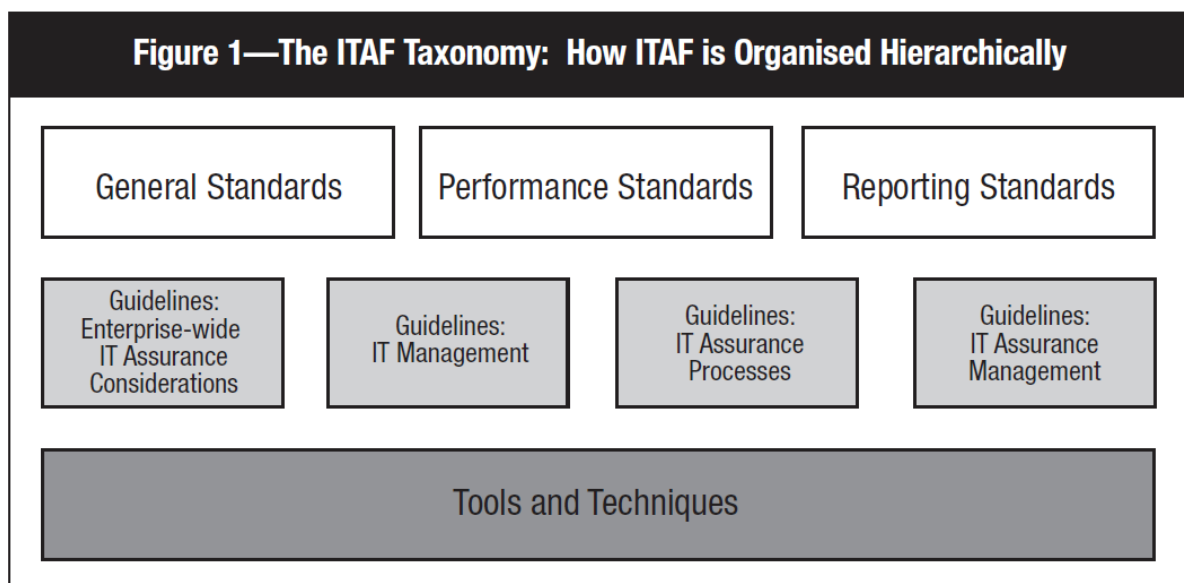 Figure 1—The ITAF Taxonomy: How ITAF is Organised Hierarchically
General Standards
Performance Standards
Reporting Standards
Guidelines:
Enterprise-wide
IT Assurance
Considerations
Guidelines:
IT Management
Guidelines:
IT Assurance
Processes
Guidelines:
IT Assurance
Management
Tools and Techniques